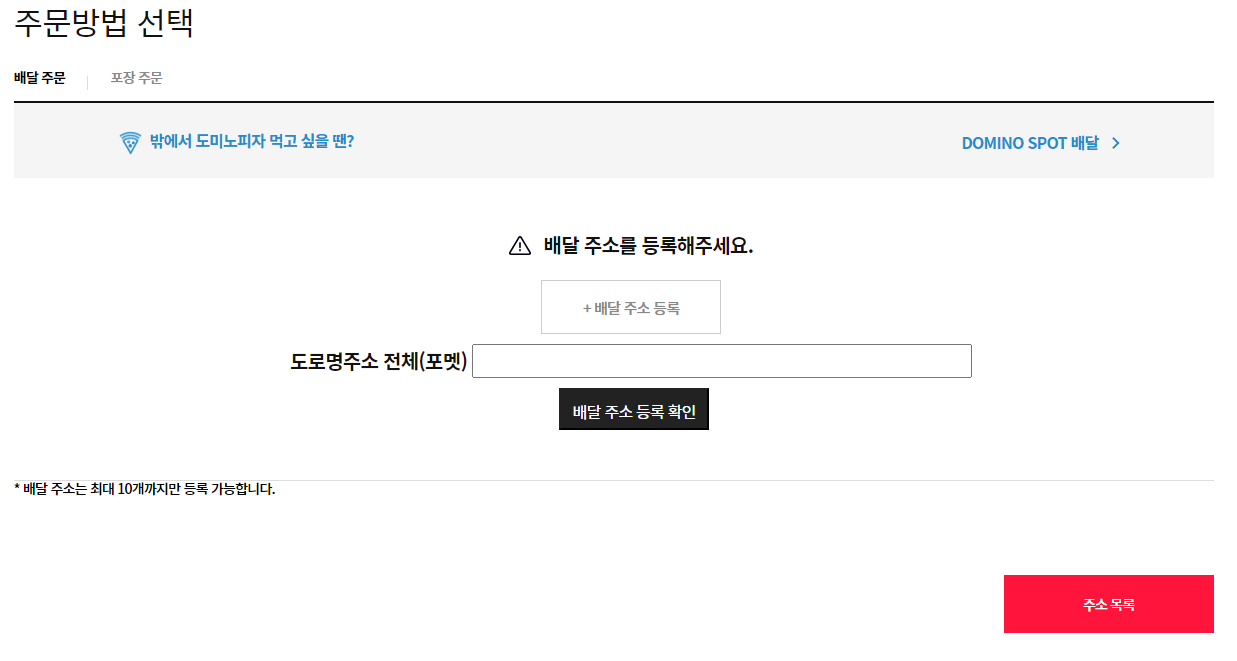 주문방법 선택
배달 주문
포장 주문
밖에서 도미노피자 먹고 싶을 땐?
DOMINO SPOT 배달 >
배달 주소를 등록해주세요.
+ 배달 주소 등록
도로명주소 전체(포멧)
배달 주소 등록 확인
* 배달 주소는 최대 10개까지만 등록 가능합니다.
주소 목록